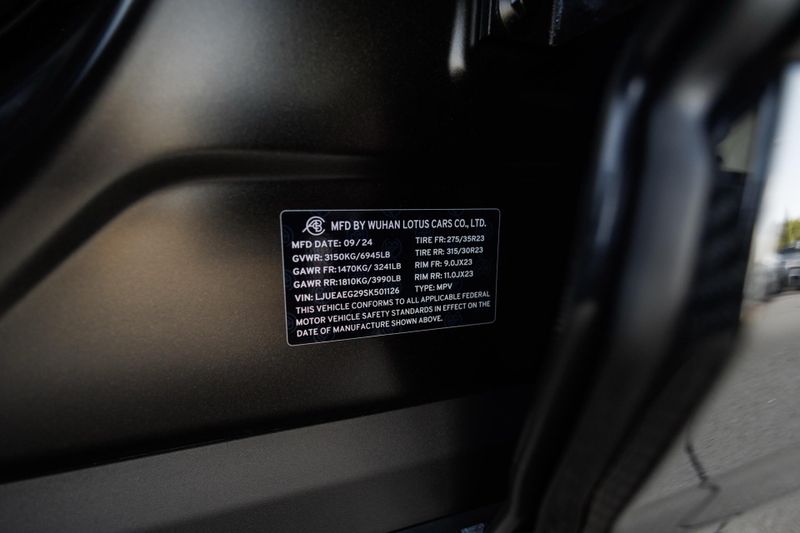 MFD BY WUHAN LOTUS CARS CO., LTD.
MFD DATE: 09/24
GVWR: 3150KG/6945LB
GAWR FR:1470KG/ 3241LB
GAWR RR:1810KG/3990LB
VIN: LJUEAEG29SK501126
TIRE FR:275/35R23
TIRE RR: 315/30R23
RIM FR: 9.0JX23
RIM RR: 11.0JX23
TYPE: MPV
THIS VEHICLE CONFORMS TO ALL APPLICABLE FEDERAL
MOTOR VEHICLE SAFETY STANDARDS IN EFFECT ON THE
DATE OF MANUFACTURE SHOWN ABOVE.